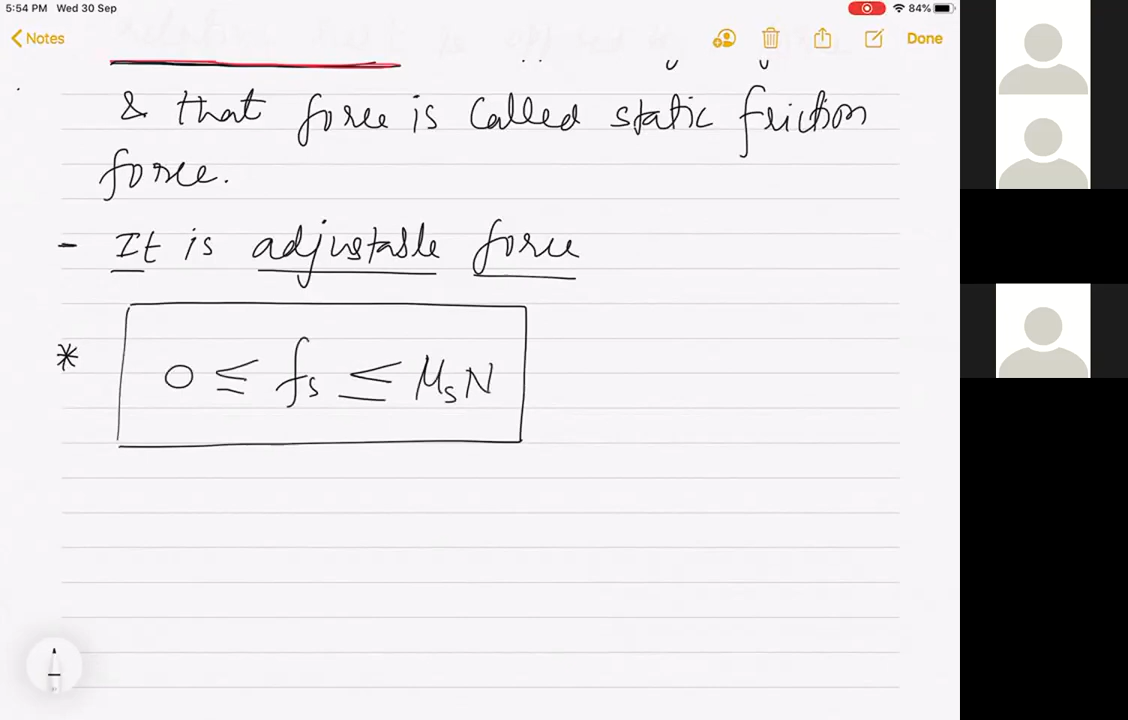 5:54 PM Wed 30 Sep
84%
Notes
Done
& that force is called static friction
force.
- It is adjustable force
* 0 ≤ fs ≤ μsN